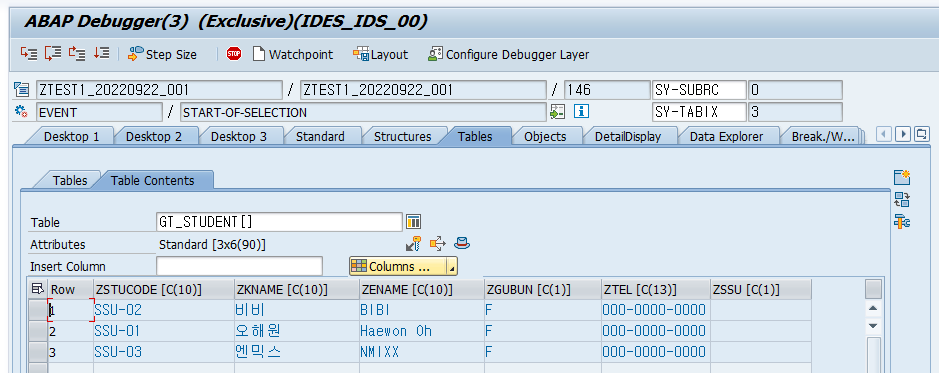 ABAP Debugger(3) (Exclusive)(IDES_IDS_00)
Step Size STOP Watchpoint Layout Configure Debugger Layer
ZTEST1_20220922_001 / ZTEST1_20220922_001 / 146 SY-SUBRC 0
EVENT / START-OF-SELECTION SY-TABIX 3
Desktop 1 Desktop 2 Desktop 3 Standard Structures Tables Objects DetailDisplay Data Explorer Break./W...
Tables Table Contents
Table GT_STUDENT[]
Attributes Standard [3x6(90)]
Insert Column Columns ...
Row ZSTUCODE [C(10)] ZKNAME [C(10)] ZENAME [C(10)] ZGUBUN [C(1)] ZTEL [C(13)] ZSSU [C(1)]
1 SSU-02 비비 BIBI F 000-0000-0000
2 SSU-01 오해원 Haewon Oh F 000-0000-0000
3 SSU-03 엔믹스 NMIXX F 000-0000-0000